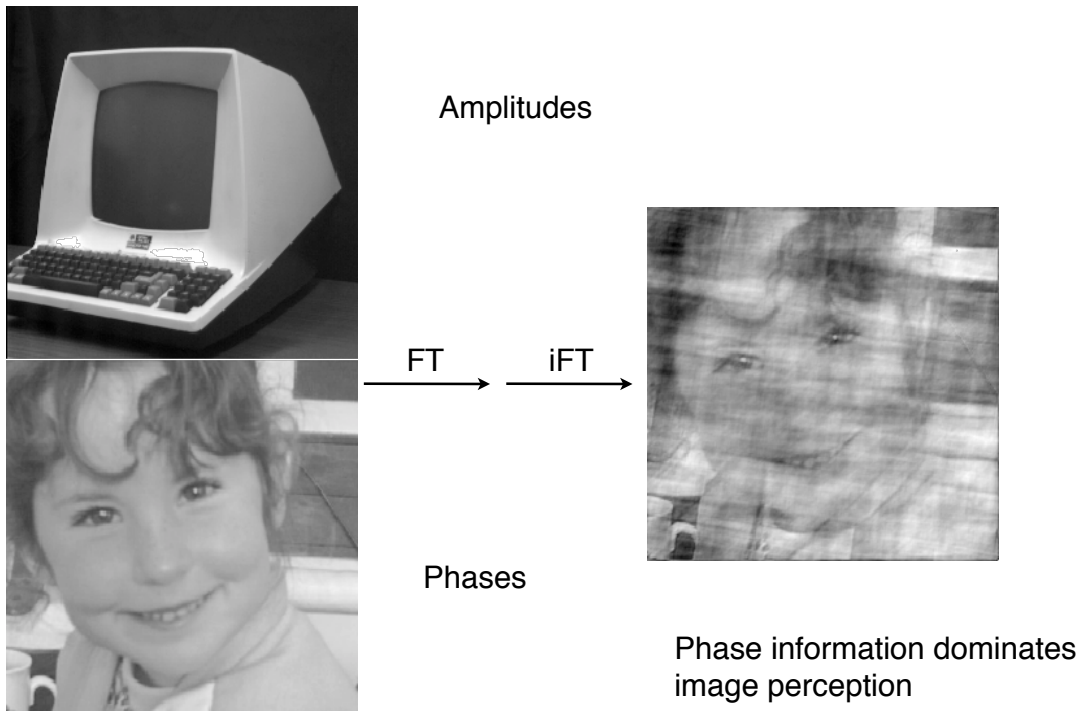 Amplitudes
FT
iFT
Phases
Phase information dominates
image perception